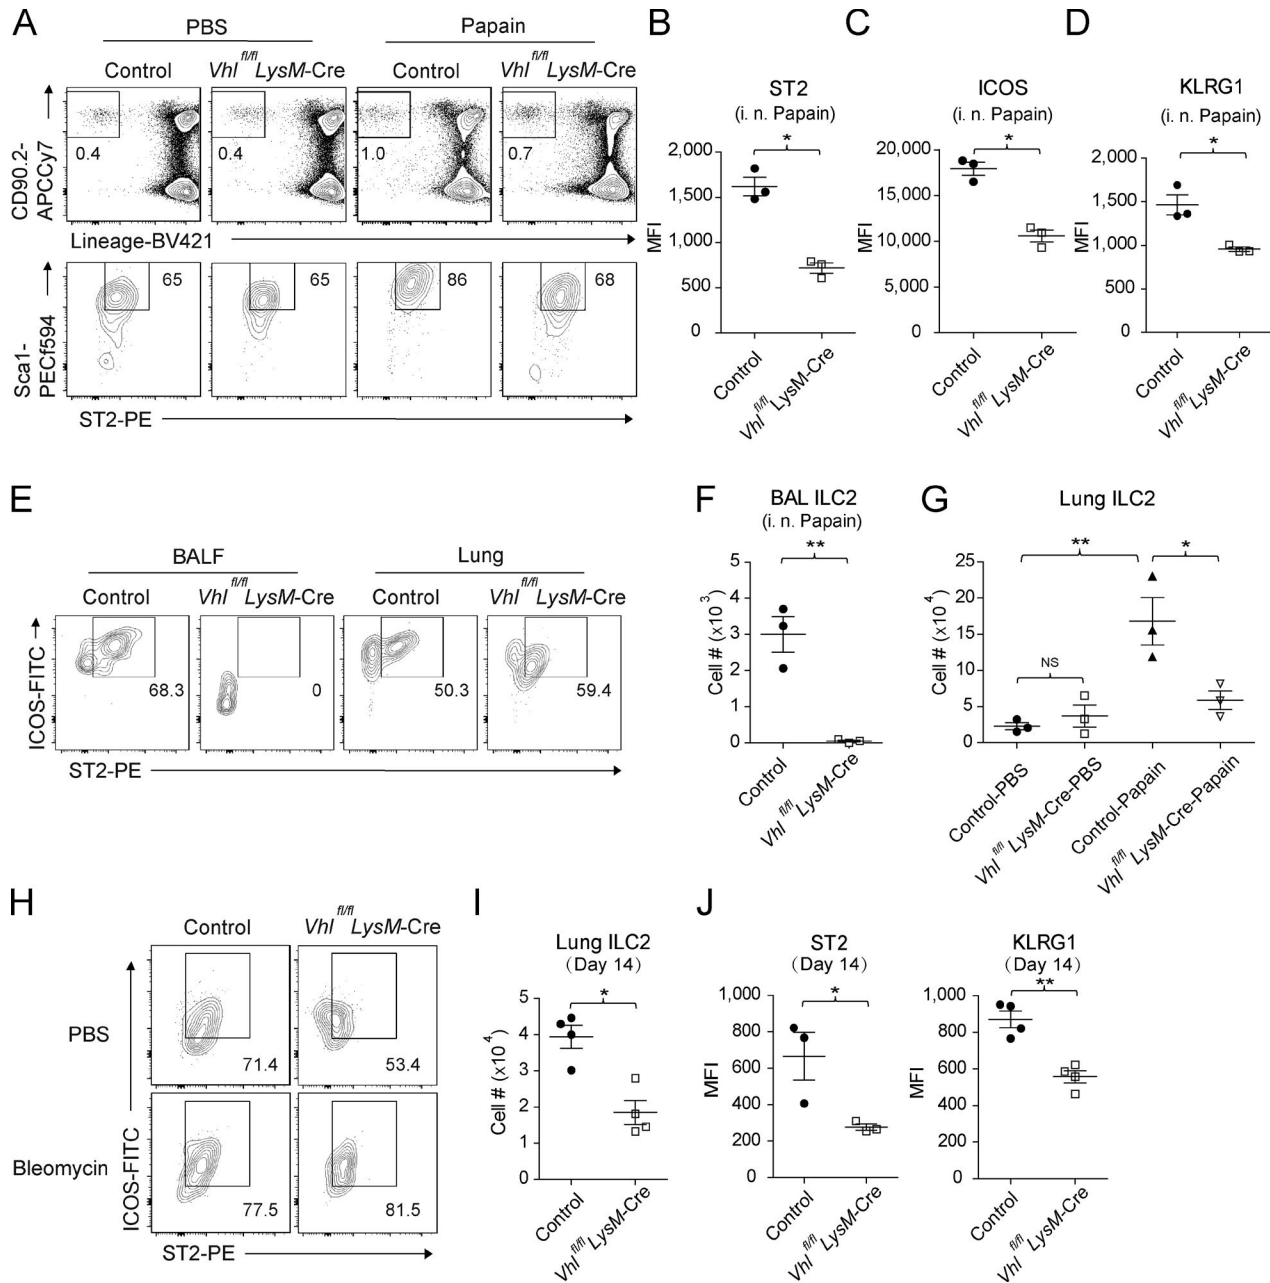 A
PBS
Papain
Control
Vhl fl/fl LysM-Cre
Control
Vhl fl/fl LysM-Cre
CD90.2-
APCCy7
0.4
0.4
1.0
0.7
Lineage-BV421
Sca1-
PECf594
65
65
86
68
ST2-PE
B
ST2
(i. n. Papain)
*
MFI
2,000
1,500
1,000
500
0
Control
Vhl fl/fl LysM-Cre
C
ICOS
(i. n. Papain)
*
MFI
20,000
15,000
10,000
5,000
0
Control
Vhl fl/fl LysM-Cre
D
KLRG1
(i. n. Papain)
*
MFI
2,000
1,500
1,000
500
0
Control
Vhl fl/fl LysM-Cre
E
BALF
Lung
Control
Vhl fl/fl LysM-Cre
Control
Vhl fl/fl LysM-Cre
ICOS-FITC
68.3
0
50.3
59.4
ST2-PE
F
BAL ILC2
(i. n. Papain)
**
Cell # (x10 3)
5
4
3
2
1
0
Control
Vhl fl/fl LysM-Cre
G
Lung ILC2
**
*
NS
Cell # (x10 4)
25
20
15
10
5
0
Control-PBS
Vhl fl/fl LysM-Cre-PBS
Control-Papain
Vhl fl/fl LysM-Cre-Papain
H
Control
Vhl fl/fl LysM-Cre
PBS
71.4
53.4
Bleomycin
77.5
81.5
ICOS-FITC
ST2-PE
I
Lung ILC2
(Day 14)
*
Cell # (x10 4)
5
4
3
2
1
0
Control
Vhl fl/fl LysM-Cre
J
ST2
(Day 14)
*
MFI
1,000
800
600
400
200
0
Control
Vhl fl/fl LysM-Cre
KLRG1
(Day 14)
**
MFI
1,000
800
600
400
200
0
Control
Vhl fl/fl LysM-Cre